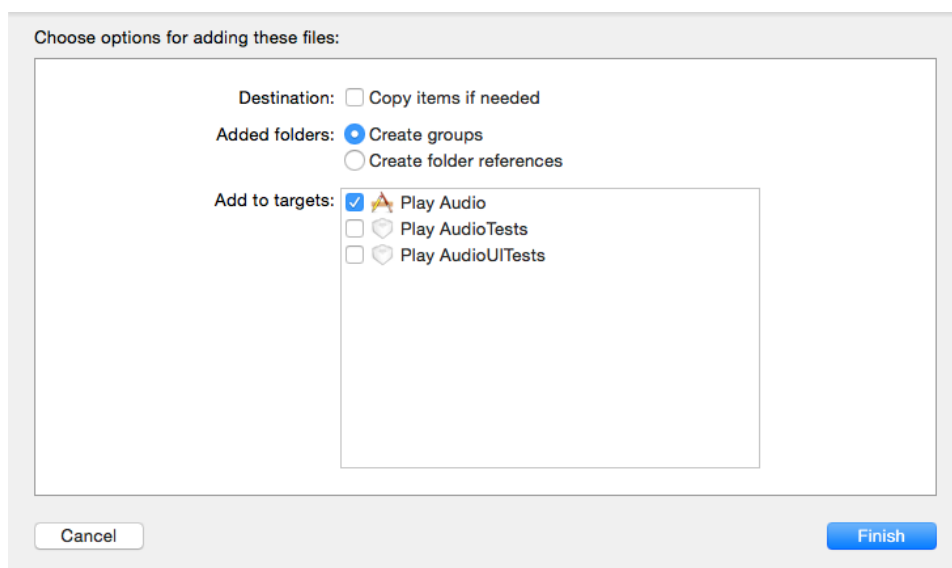 Choose options for adding these files:
Destination: Copy items if needed
Added folders: Create groups
Create folder references
Add to targets: Play Audio
Play AudioTests
Play AudioUITests
Cancel Finish